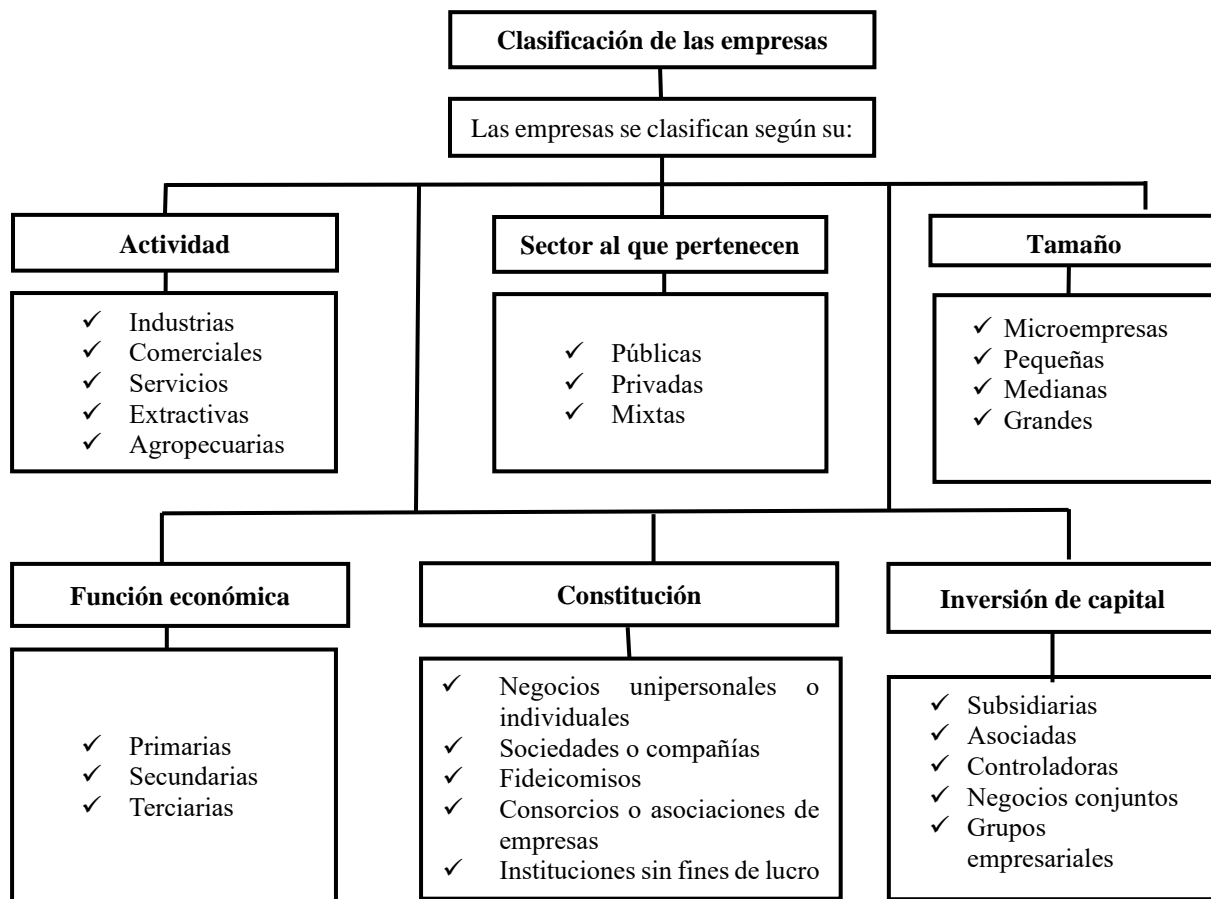 Clasificación de las empresas
Las empresas se clasifican según su:
Actividad
✓ Industrias
✓ Comerciales
✓ Servicios
✓ Extractivas
✓ Agropecuarias
Sector al que pertenecen
✓ Públicas
✓ Privadas
✓ Mixtas
Tamaño
✓ Microempresas
✓ Pequeñas
✓ Medianas
✓ Grandes
Función económica
✓ Primarias
✓ Secundarias
✓ Terciarias
Constitución
✓ Negocios unipersonales o
individuales
✓ Sociedades o compañías
✓ Fideicomisos
✓ Consorcios o asociaciones de
empresas
✓ Instituciones sin fines de lucro
Inversión de capital
✓ Subsidiarias
✓ Asociadas
✓ Controladoras
✓ Negocios conjuntos
✓ Grupos
empresariales